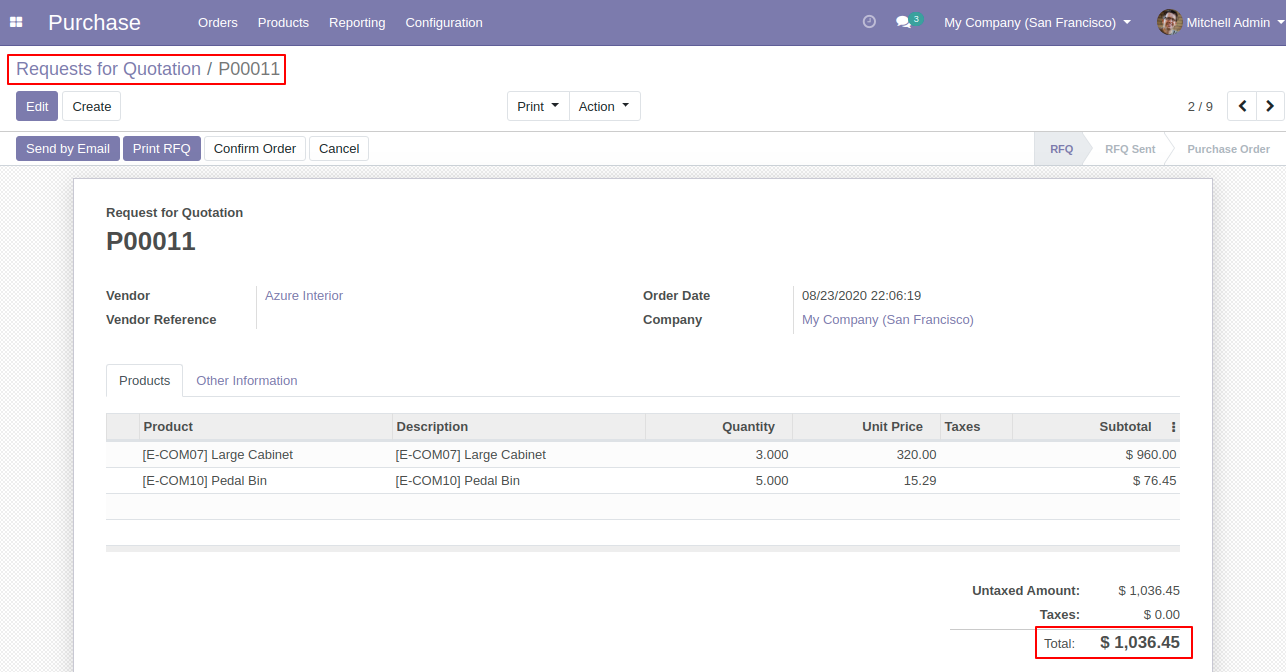 Purchase Orders Products Reporting Configuration 3 My Company (San Francisco) Mitchell Admin
Requests for Quotation / P00011
Edit Create Print Action 2 / 9
Send by Email Print RFQ Confirm Order Cancel RFQ RFQ Sent Purchase Order
Request for Quotation
P00011
Vendor Azure Interior Order Date 08/23/2020 22:06:19
Vendor Reference Company My Company (San Francisco)
Products Other Information
Product Description Quantity Unit Price Taxes Subtotal
[E-COM07] Large Cabinet [E-COM07] Large Cabinet 3.000 320.00 $ 960.00
[E-COM10] Pedal Bin [E-COM10] Pedal Bin 5.000 15.29 $ 76.45
Untaxed Amount: $ 1,036.45
Taxes: $ 0.00
Total: $ 1,036.45